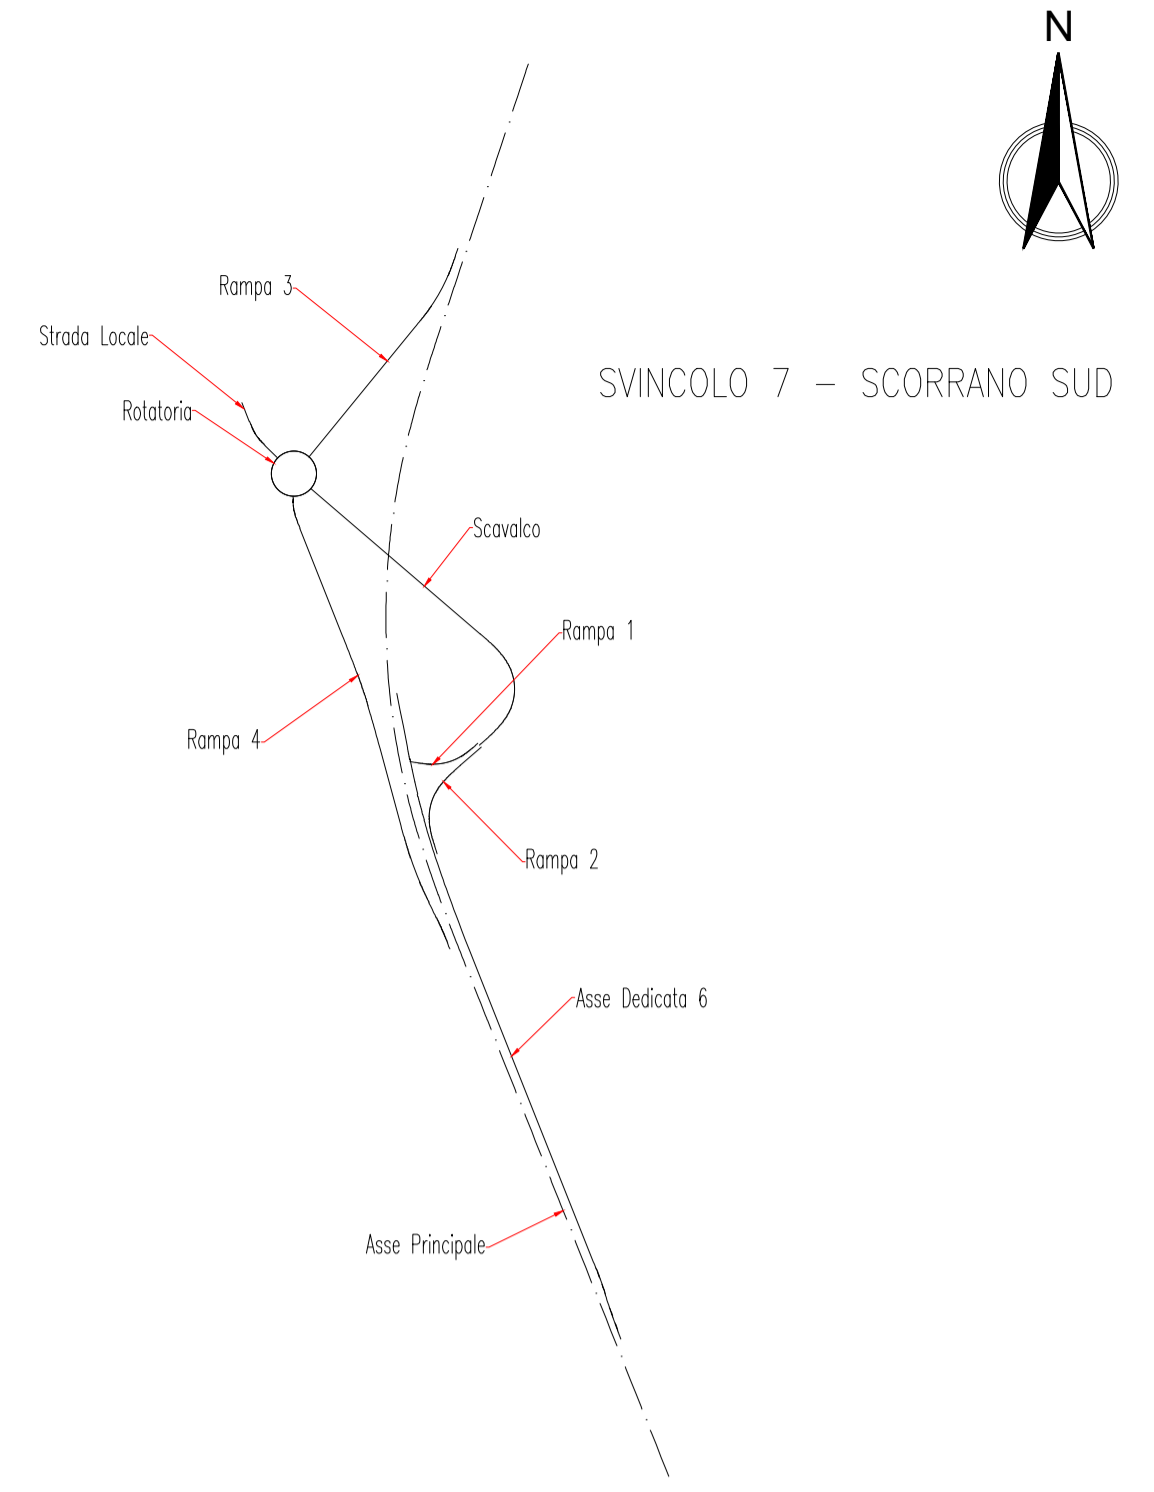 N
Rampa 3
Strada Locale
SVINCOLO 7 – SCORRANO SUD
Rotatoria
Scavalco
Rampa 1
Rampa 4
Rampa 2
Asse Dedicata 6
Asse Principale